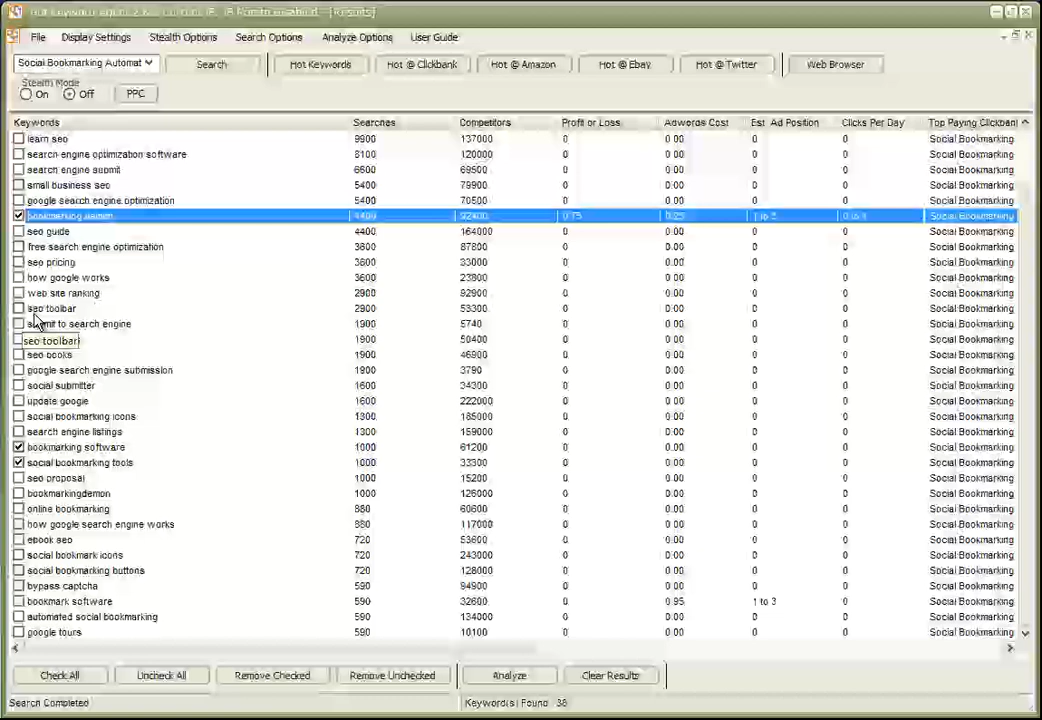 File Display Settings Stealth Options Search Options Analyze Options User Guide
Social Bookmarking Automat Search Hot Keywords Hot @ Clickbank Hot @ Amazon Hot @ Ebay Hot @ Twitter Web Browser
Stealth Mode
On Off PPC
Keywords Searches Competitors Profit or Loss Adwords Cost Est. Ad Position Clicks Per Day Top Paying Clickban
learn seo 9900 137000 0 0.00 0 0 Social Bookmarking
search engine optimization software 8100 120000 0 0.00 0 0 Social Bookmarking
search engine submit 6600 69500 0 0.00 0 0 Social Bookmarking
small business seo 5400 79900 0 0.00 0 0 Social Bookmarking
google search engine optimization 5400 70500 0 0.00 0 0 Social Bookmarking
bookmarking demon 4400 92400 0.75 0.25 1 to 3 Social Bookmarking
seo guide 4400 164000 0 0.00 0 0 Social Bookmarking
free search engine optimization 3600 87800 0 0.00 0 0 Social Bookmarking
seo pricing 3600 33000 0 0.00 0 0 Social Bookmarking
how google works 3600 23800 0 0.00 0 0 Social Bookmarking
web site ranking 2900 92900 0 0.00 0 0 Social Bookmarking
seo toolbar 2900 53300 0 0.00 0 0 Social Bookmarking
submit to search engine 1900 5740 0 0.00 0 0 Social Bookmarking
seo toolbar 1900 50400 0 0.00 0 0 Social Bookmarking
seo books 1900 46900 0 0.00 0 0 Social Bookmarking
google search engine submission 1900 3790 0 0.00 0 0 Social Bookmarking
social submitter 1600 34300 0 0.00 0 0 Social Bookmarking
update google 1600 222000 0 0.00 0 0 Social Bookmarking
social bookmarking icons 1300 185000 0 0.00 0 0 Social Bookmarking
search engine listings 1300 159000 0 0.00 0 0 Social Bookmarking
bookmarking software 1000 61200 0 0.00 0 0 Social Bookmarking
social bookmarking tools 1000 33300 0 0.00 0 0 Social Bookmarking
seo proposal 1000 15200 0 0.00 0 0 Social Bookmarking
bookmarkingdemon 1000 126000 0 0.00 0 0 Social Bookmarking
online bookmarking 880 60600 0 0.00 0 0 Social Bookmarking
how google search engine works 880 117000 0 0.00 0 0 Social Bookmarking
ebook seo 720 53600 0 0.00 0 0 Social Bookmarking
social bookmark icons 720 243000 0 0.00 0 0 Social Bookmarking
social bookmarking buttons 720 128000 0 0.00 0 0 Social Bookmarking
bypass captcha 590 94900 0 0.00 0 0 Social Bookmarking
bookmark software 590 32600 0 0.95 1 to 3 0 Social Bookmarking
automated social bookmarking 590 134000 0 0.00 0 0 Social Bookmarking
google tours 590 10100 0 0.00 0 0 Social Bookmarking
Check All Uncheck All Remove Checked Remove Unchecked Analyze Clear Results
Search Completed Keyword(s) Found 38